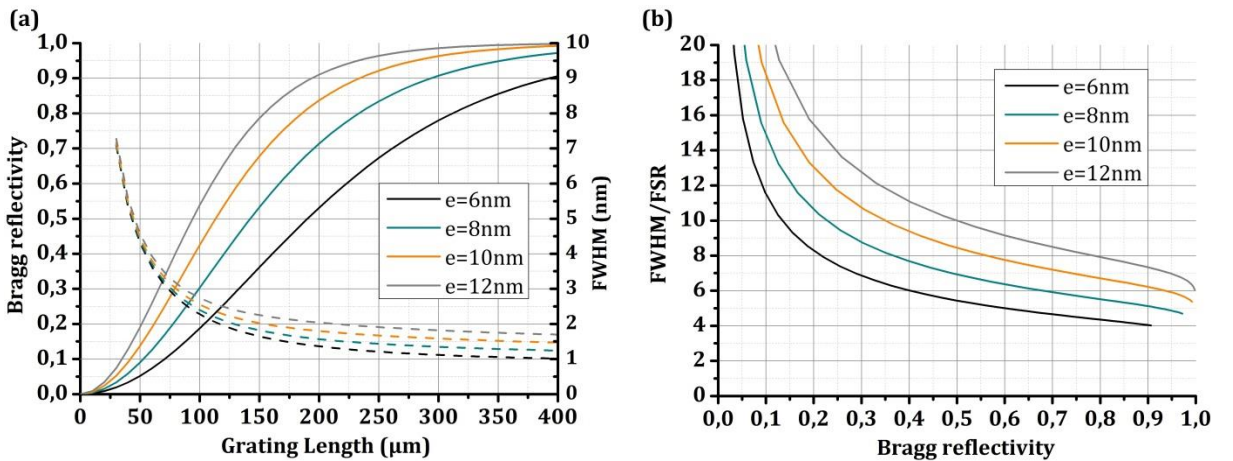 (a)
1,0
0,9
0,8
0,7
0,6
0,5
0,4
0,3
0,2
0,1
0,0
Bragg reflectivity
0 50 100 150 200 250 300 350 400
Grating Length (µm)
10
9
8
7
6
5
4
3
2
1
0
FWHM (nm)
e=6nm
e=8nm
e=10nm
e=12nm
(b)
20
18
16
14
12
10
8
6
4
2
0
FWHM/FSR
0,0 0,1 0,2 0,3 0,4 0,5 0,6 0,7 0,8 0,9 1,0
Bragg reflectivity
e=6nm
e=8nm
e=10nm
e=12nm